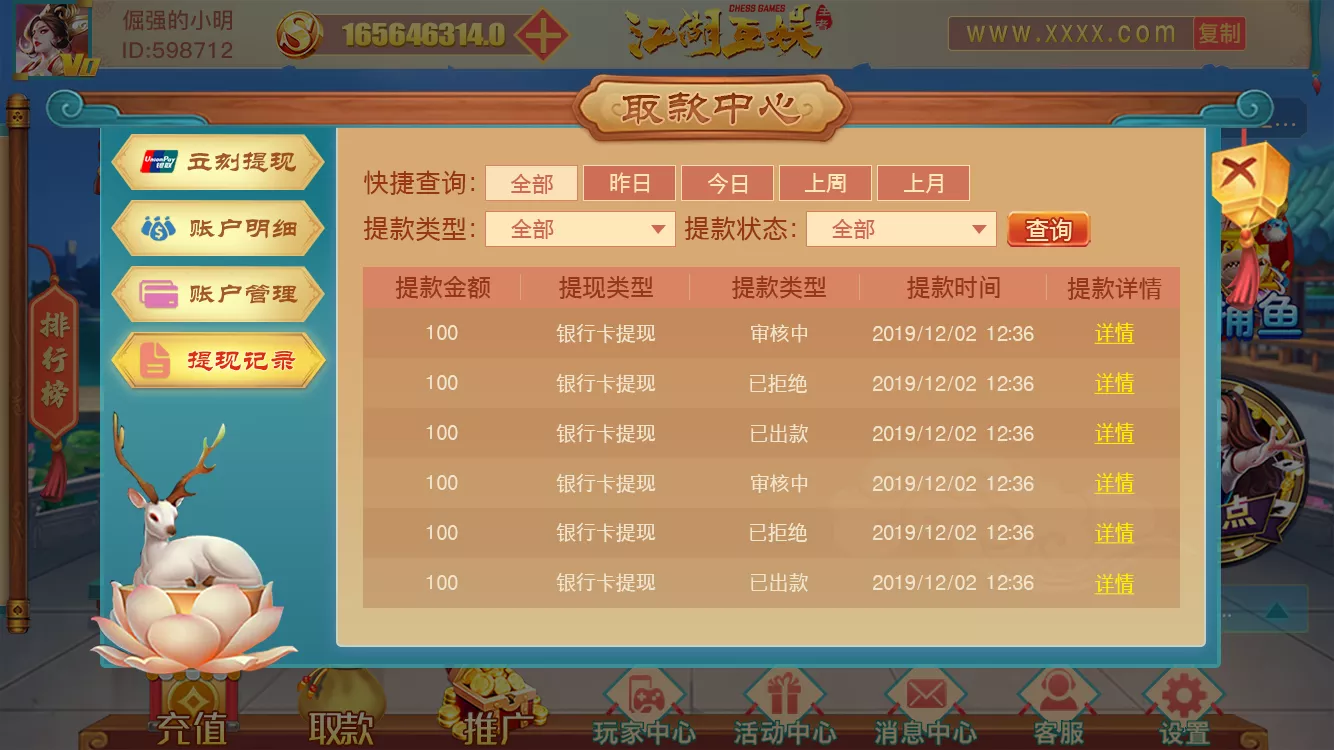 倔强的小明
ID:598712
V0
165646314.0
CHESS GAMES
江湖互娱
www.xxxx.com
复制
取款中心
UnionPay
银联
立刻提现
账户明细
账户管理
提现记录
排行榜
快捷查询: 全部 昨日 今日 上周 上月
提款类型: 全部 提款状态: 全部 查询
提款金额 提现类型 提款类型 提款时间 提款详情
100 银行卡提现 审核中 2019/12/02 12:36 详情
100 银行卡提现 已拒绝 2019/12/02 12:36 详情
100 银行卡提现 已出款 2019/12/02 12:36 详情
100 银行卡提现 审核中 2019/12/02 12:36 详情
100 银行卡提现 已拒绝 2019/12/02 12:36 详情
100 银行卡提现 已出款 2019/12/02 12:36 详情
捕鱼
点
充值 取款 推广 玩家中心 活动中心 消息中心 客服 设置